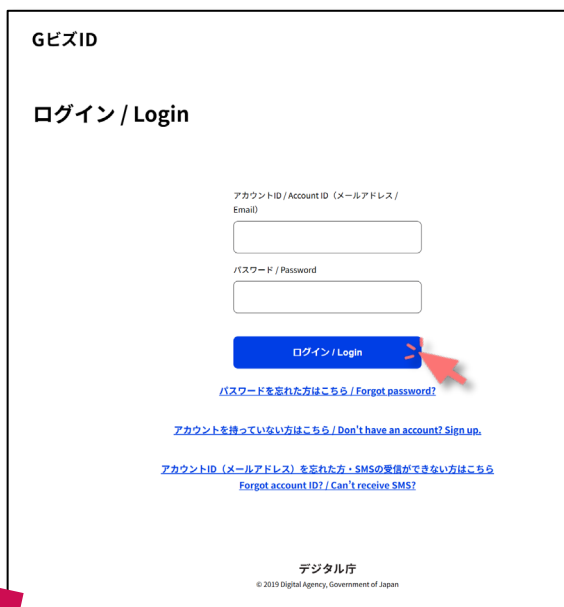 GビズID
ログイン / Login
アカウントID / Account ID（メールアドレス /
Email）
パスワード / Password
ログイン / Login
パスワードを忘れた方はこちら / Forgot password?
アカウントを持っていない方はこちら / Don't have an account? Sign up.
アカウントID（メールアドレス）を忘れた方・SMSの受信ができない方はこちら
Forgot account ID? / Can't receive SMS?
デジタル庁
© 2019 Digital Agency, Government of Japan